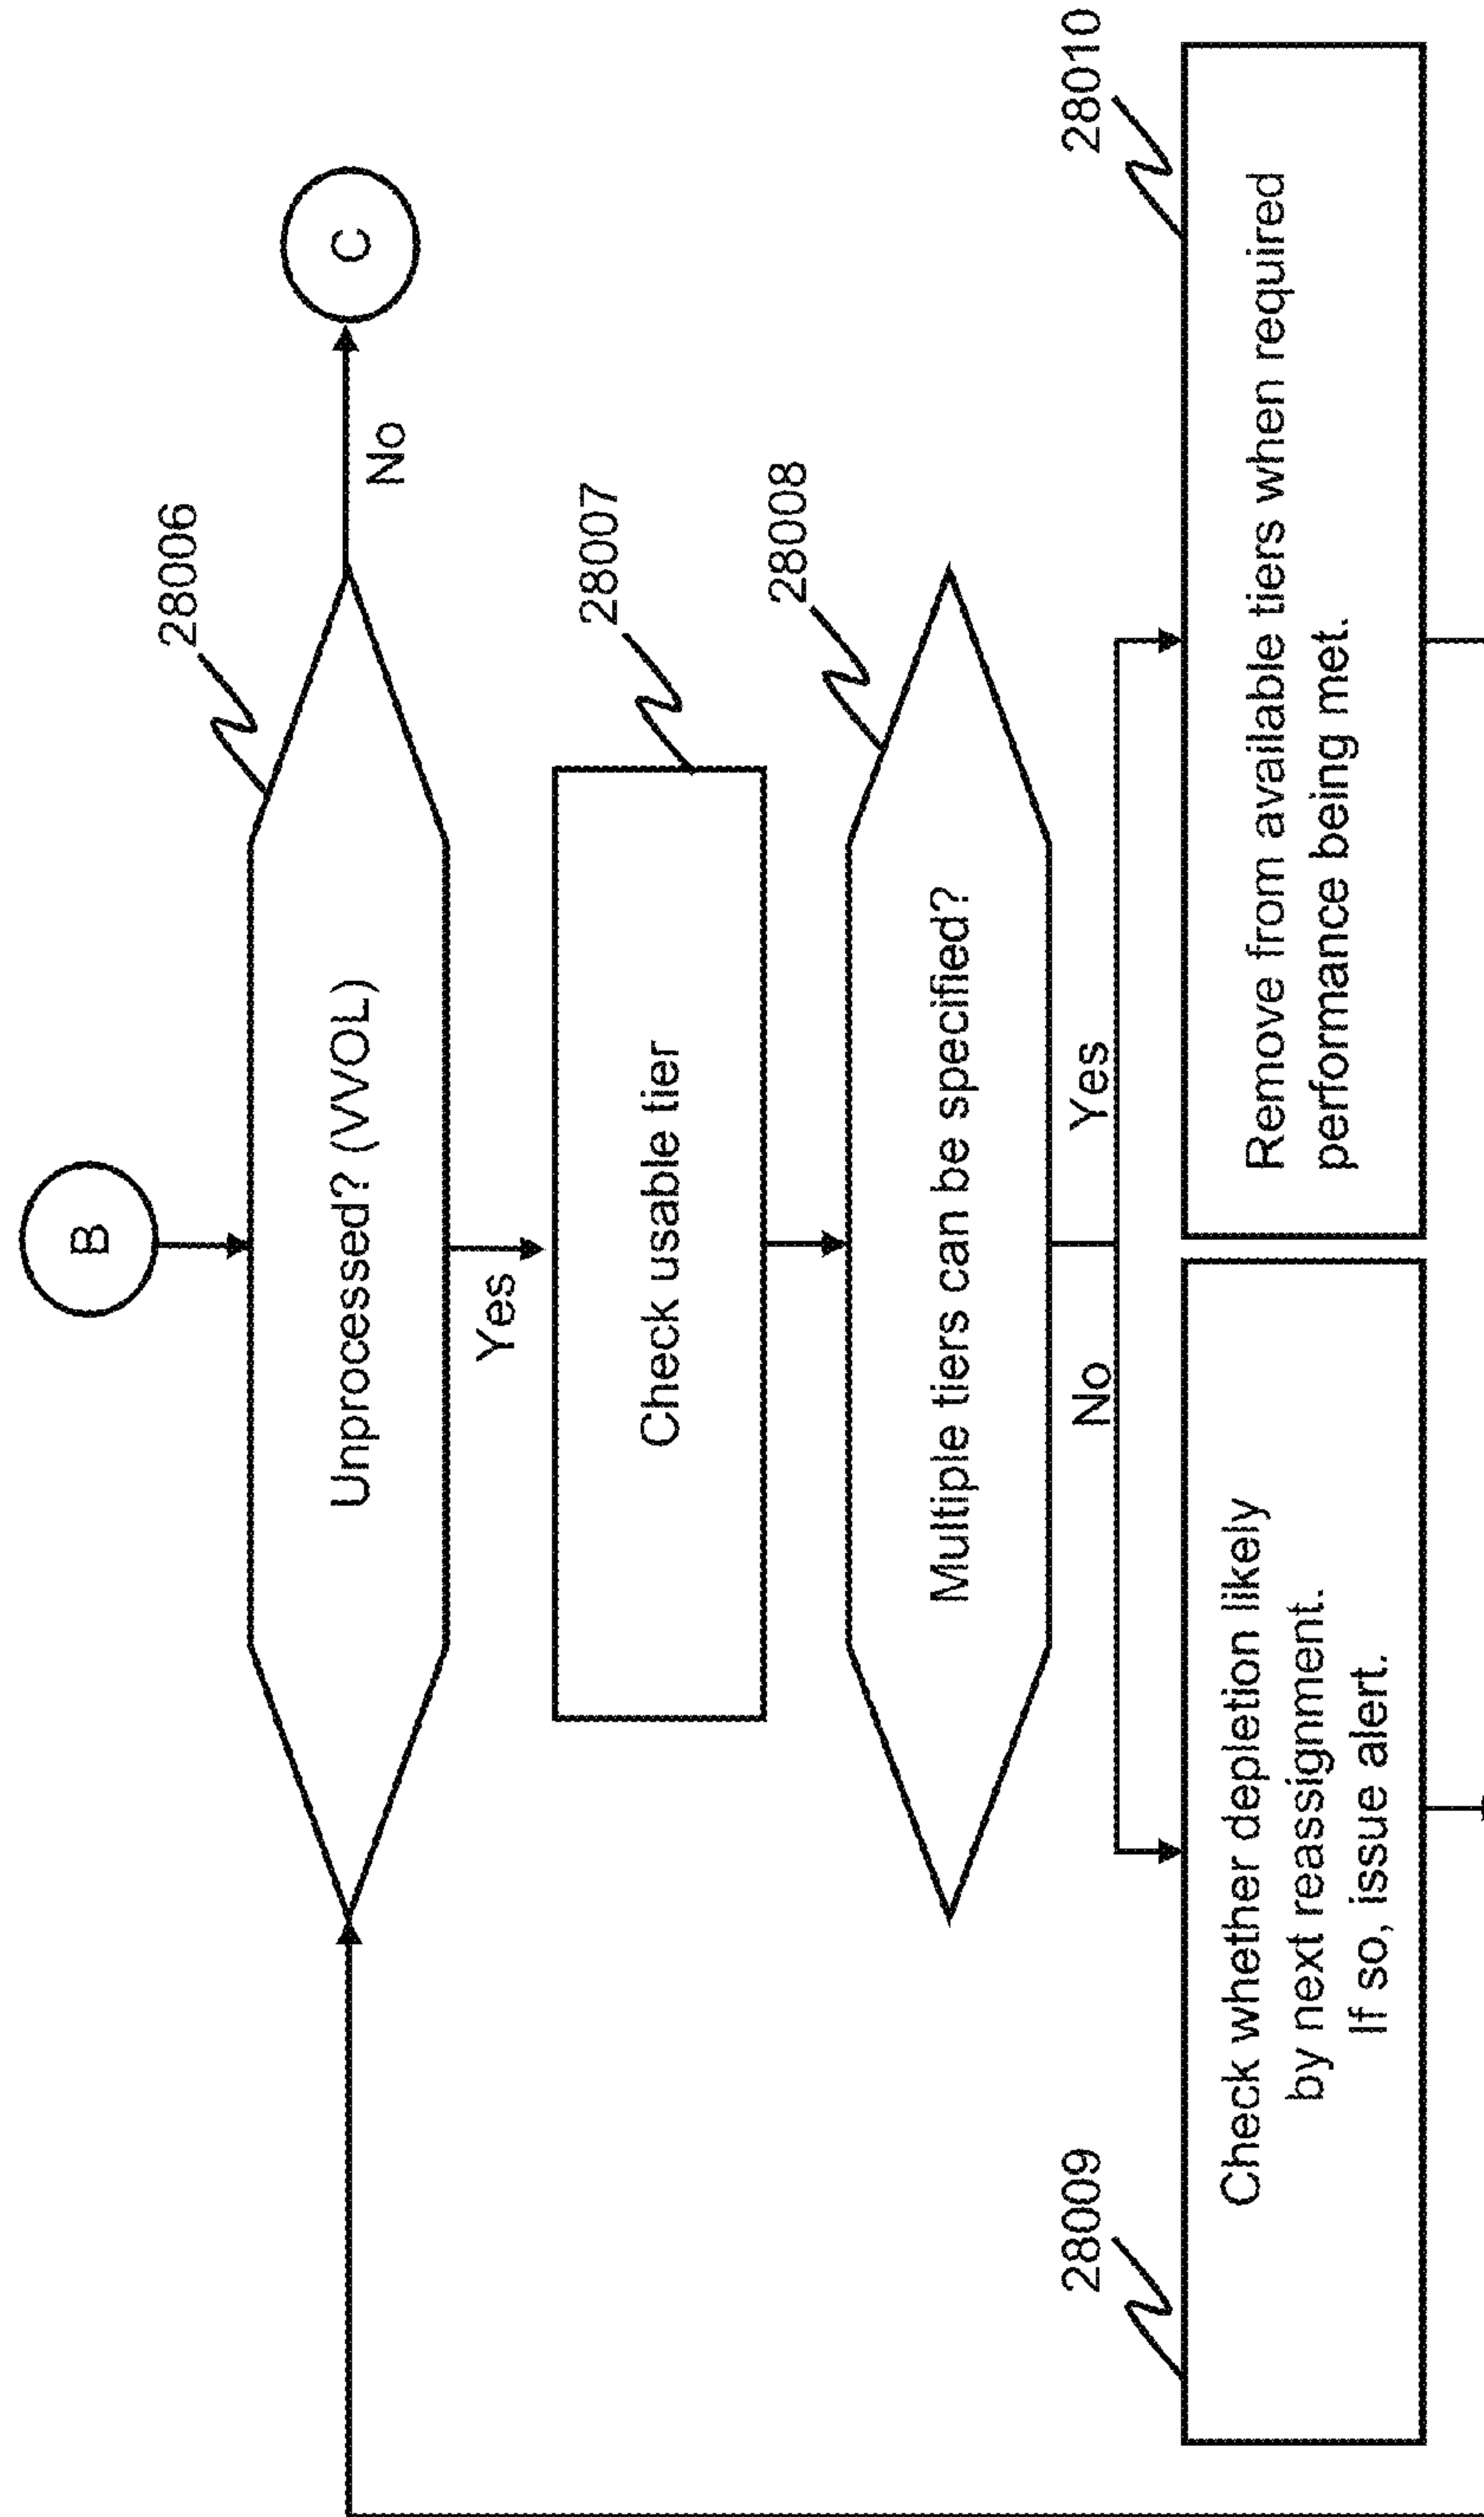 B
28006
Unprocessed? (VVOL)
No
C
Yes
28007
Check usable tier
28008
Multiple tiers can be specified?
No
Yes
28009
Check whether depletion likely
by next reassignment.
If so, issue alert.
28010
Remove from available tiers when required
performance being met.